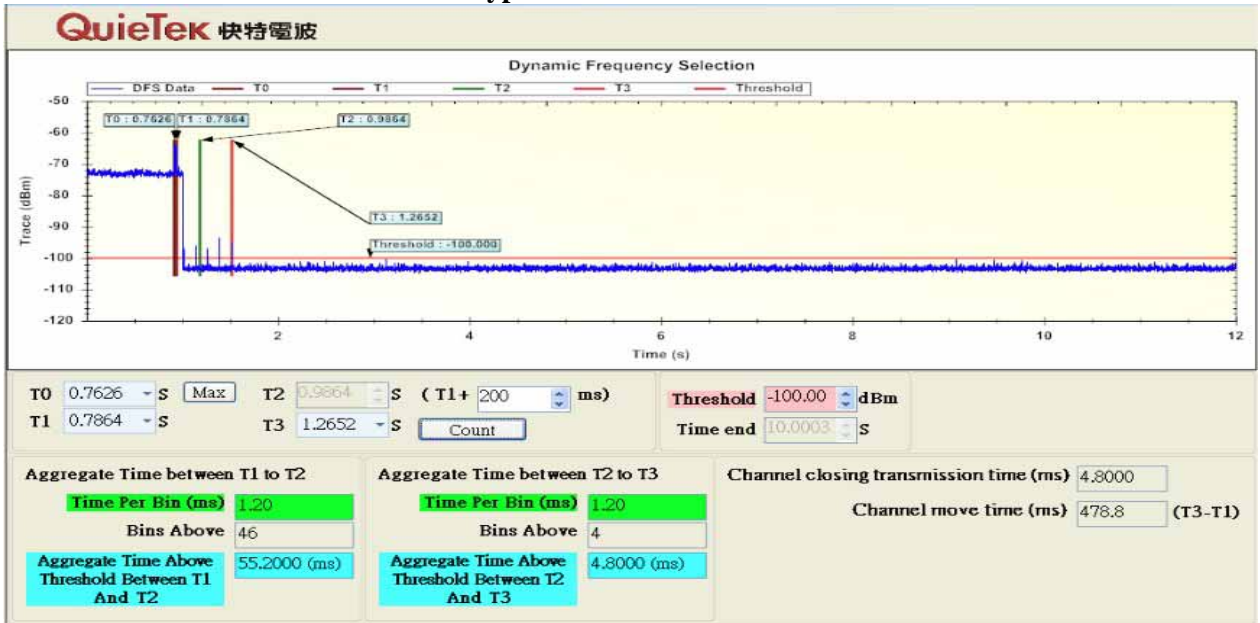 QuieTek 快特電波
Dynamic Frequency Selection
DFS Data T0 T1 T2 T3 Threshold
-50
-60
-70
-80
-90
-100
-110
-120
Trace (dBm)
T0 : 0.7626 T1 : 0.7864 T2 : 0.9864
T3 : 1.2652
Threshold : -100.000
2 4 6 8 10 12
Time (s)
T0 0.7626 S Max T2 0.9864 S ( T1+ 200 ms) Threshold -100.00 dBm
T1 0.7864 S T3 1.2652 S Count Time end 10.0003 S
Aggregate Time between T1 to T2
Time Per Bin (ms) 1.20
Bins Above 46
Aggregate Time Above 55.2000 (ms)
Threshold Between T1
And T2
Aggregate Time between T2 to T3
Time Per Bin (ms) 1.20
Bins Above 4
Aggregate Time Above 4.8000 (ms)
Threshold Between T2
And T3
Channel closing transmission time (ms) 4.8000
Channel move time (ms) 478.8 (T3-T1)